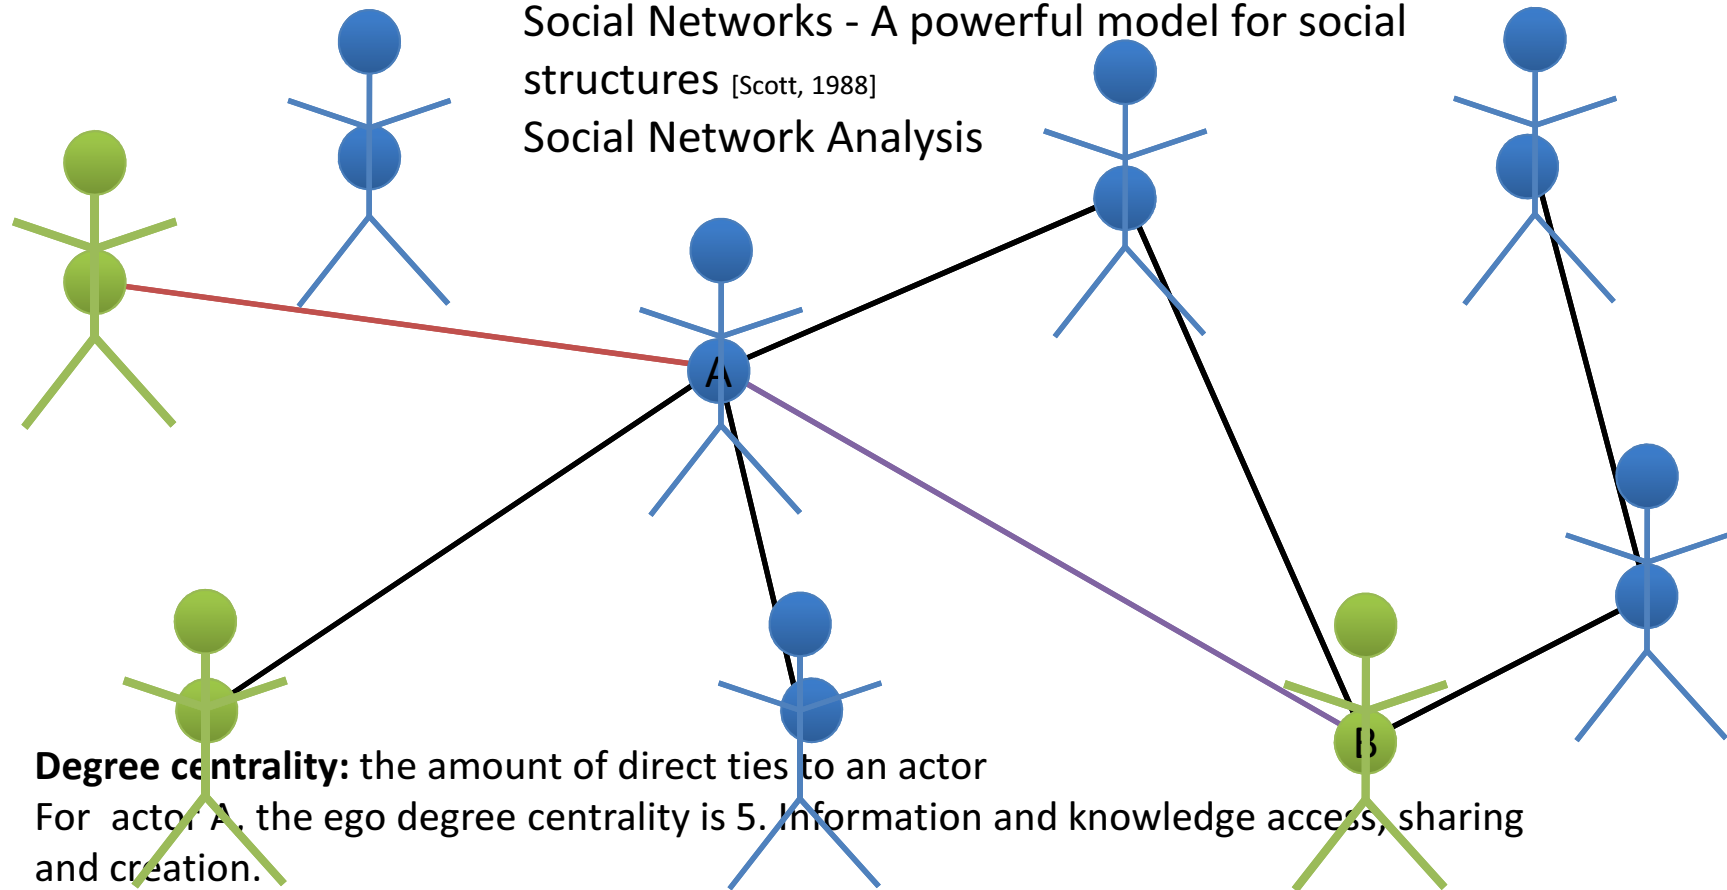 Social Networks - A powerful model for social
structures [Scott, 1988]
Social Network Analysis
A
B
Degree centrality: the amount of direct ties to an actor
For actor A, the ego degree centrality is 5. Information and knowledge access, sharing
and creation.